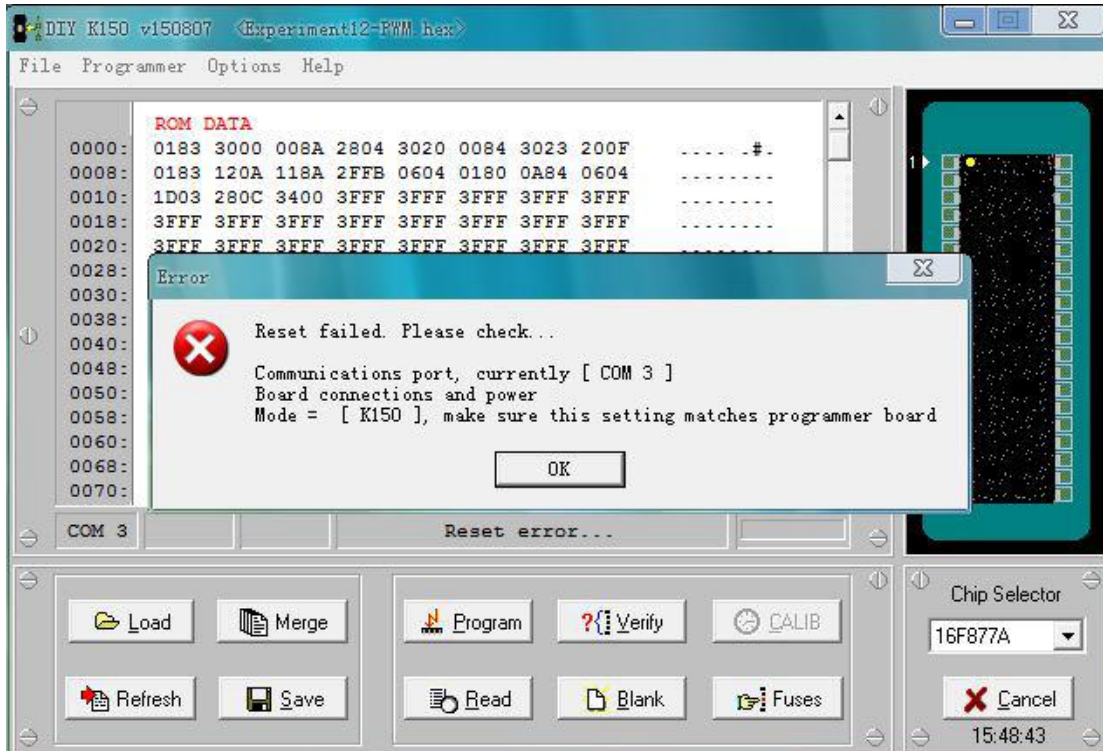 DIY K150 v150807 <Experiment12-PWM.hex>
File Programmer Options Help
ROM DATA
0000: 0183 3000 008A 2804 3020 0084 3023 200F ..... .#.
0008: 0183 120A 118A 2FFB 0604 0180 0A84 0604 ........
0010: 1D03 280C 3400 3FFF 3FFF 3FFF 3FFF 3FFF ........
0018: 3FFF 3FFF 3FFF 3FFF 3FFF 3FFF 3FFF 3FFF ........
0020: 3FFF 3FFF 3FFF 3FFF 3FFF 3FFF 3FFF 3FFF ........
0028:
0030:
0038:
0040:
0048:
0050:
0058:
0060:
0068:
0070:
1
Error
Reset failed. Please check...
Communications port, currently [ COM 3 ]
Board connections and power
Mode = [ K150 ], make sure this setting matches programmer board
OK
COM 3 Reset error...
Load Merge Program Verify CALIB
Refresh Save Read Blank Fuses
Chip Selector
16F877A
Cancel
15:48:43